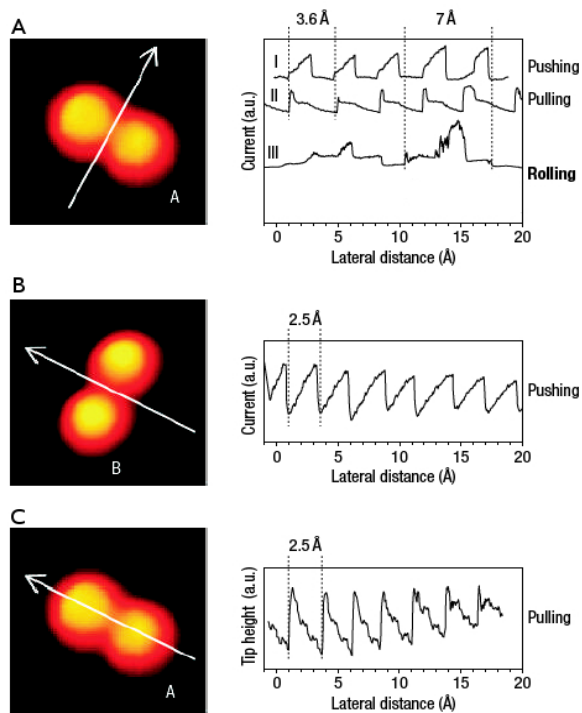 A
A
3.6 Å
7 Å
Current (a.u.)
I
Pushing
II
Pulling
III
Rolling
0 5 10 15 20
Lateral distance (Å)
B
B
2.5 Å
Current (a.u.)
Pushing
0 5 10 15 20
Lateral distance (Å)
C
A
2.5 Å
Tip height (a.u.)
Pulling
0 5 10 15 20
Lateral distance (Å)